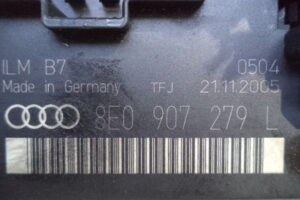 ILM B7 0504
Made in Germany TFJ 21.11.2005
8E0 907 279 L